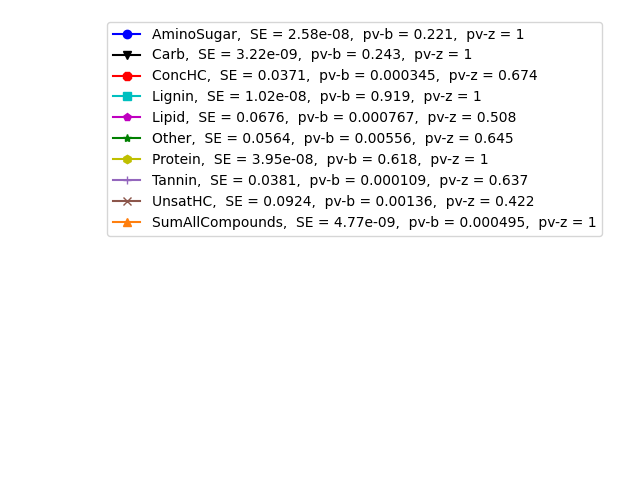 AminoSugar,  SE = 2.58e-08,  pv-b = 0.221,  pv-z = 1
Carb,  SE = 3.22e-09,  pv-b = 0.243,  pv-z = 1
ConcHC,  SE = 0.0371,  pv-b = 0.000345,  pv-z = 0.674
Lignin,  SE = 1.02e-08,  pv-b = 0.919,  pv-z = 1
Lipid,  SE = 0.0676,  pv-b = 0.000767,  pv-z = 0.508
Other,  SE = 0.0564,  pv-b = 0.00556,  pv-z = 0.645
Protein,  SE = 3.95e-08,  pv-b = 0.618,  pv-z = 1
Tannin,  SE = 0.0381,  pv-b = 0.000109,  pv-z = 0.637
UnsatHC,  SE = 0.0924,  pv-b = 0.00136,  pv-z = 0.422
SumAllCompounds,  SE = 4.77e-09,  pv-b = 0.000495,  pv-z = 1